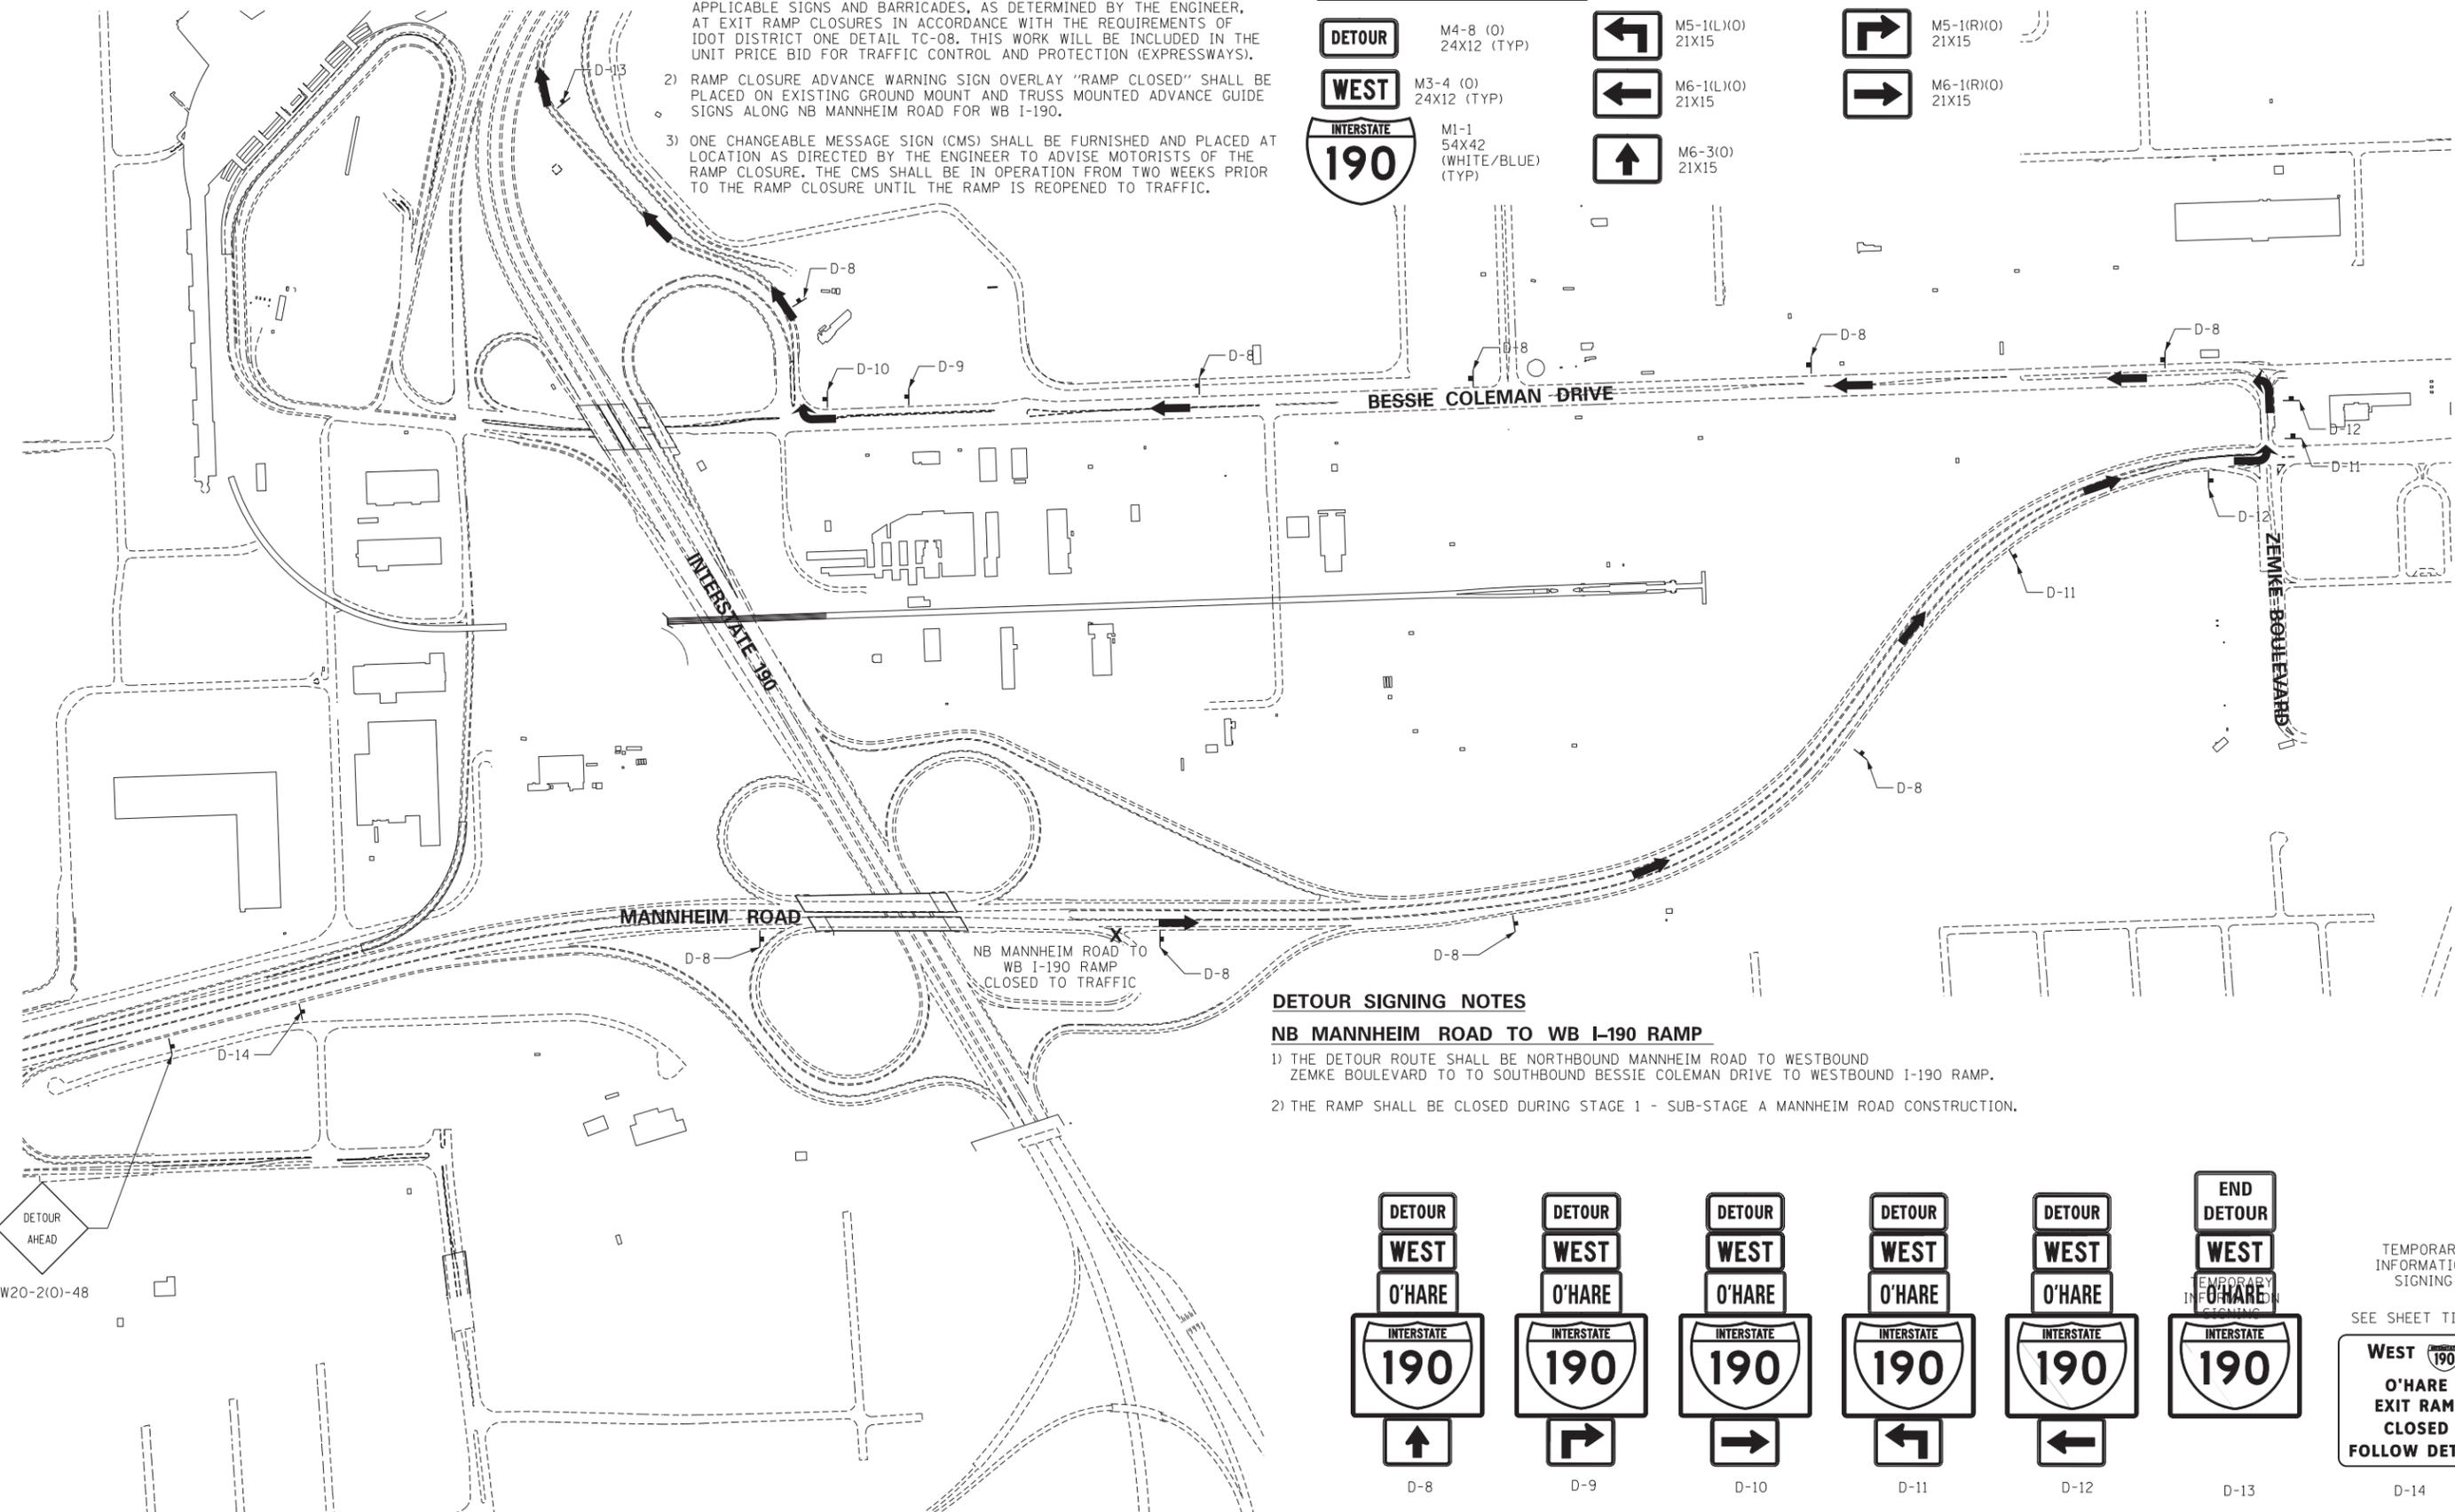 APPLICABLE SIGNS AND BARRICADES, AS DETERMINED BY THE ENGINEER,
AT EXIT RAMP CLOSURES IN ACCORDANCE WITH THE REQUIREMENTS OF
IDOT DISTRICT ONE DETAIL TC-08. THIS WORK WILL BE INCLUDED IN THE
UNIT PRICE BID FOR TRAFFIC CONTROL AND PROTECTION (EXPRESSWAYS).
2) RAMP CLOSURE ADVANCE WARNING SIGN OVERLAY "RAMP CLOSED" SHALL BE
PLACED ON EXISTING GROUND MOUNT AND TRUSS MOUNTED ADVANCE GUIDE
SIGNS ALONG NB MANNHEIM ROAD FOR WB I-190.
3) ONE CHANGEABLE MESSAGE SIGN (CMS) SHALL BE FURNISHED AND PLACED AT
LOCATION AS DIRECTED BY THE ENGINEER TO ADVISE MOTORISTS OF THE
RAMP CLOSURE. THE CMS SHALL BE IN OPERATION FROM TWO WEEKS PRIOR
TO THE RAMP CLOSURE UNTIL THE RAMP IS REOPENED TO TRAFFIC.
DETOUR
M4-8 (O)
24X12 (TYP)
WEST
M3-4 (O)
24X12 (TYP)
INTERSTATE
190
M1-1
54X42
(WHITE/BLUE)
(TYP)
M5-1(L)(O)
21X15
M6-1(L)(O)
21X15
M6-3(O)
21X15
M5-1(R)(O)
21X15
M6-1(R)(O)
21X15
D-13
D-8
D-10
D-9
D-8
D-8
D-8
D-8
BESSIE COLEMAN DRIVE
D-12
D-11
D-12
D-11
ZEMKE BOULEVARD
INTERSTATE 190
D-8
MANNHEIM ROAD
D-8
X
NB MANNHEIM ROAD TO
WB I-190 RAMP
CLOSED TO TRAFFIC
D-8
D-8
D-14
DETOUR SIGNING NOTES
NB MANNHEIM ROAD TO WB I-190 RAMP
1) THE DETOUR ROUTE SHALL BE NORTHBOUND MANNHEIM ROAD TO WESTBOUND
ZEMKE BOULEVARD TO TO SOUTHBOUND BESSIE COLEMAN DRIVE TO WESTBOUND I-190 RAMP.
2) THE RAMP SHALL BE CLOSED DURING STAGE 1 - SUB-STAGE A MANNHEIM ROAD CONSTRUCTION.
DETOUR
AHEAD
W20-2(O)-48
DETOUR
WEST
O'HARE
INTERSTATE
190
D-8
DETOUR
WEST
O'HARE
INTERSTATE
190
D-9
DETOUR
WEST
O'HARE
INTERSTATE
190
D-10
DETOUR
WEST
O'HARE
INTERSTATE
190
D-11
DETOUR
WEST
O'HARE
INTERSTATE
190
D-12
END
DETOUR
WEST
O'HARE
TEMPORARY
INFORMATION
SIGNING
INTERSTATE
190
D-13
SIGNING
SEE SHEET
WEST 190
O'HARE
EXIT
CLOSED
FOLLOW
D-14